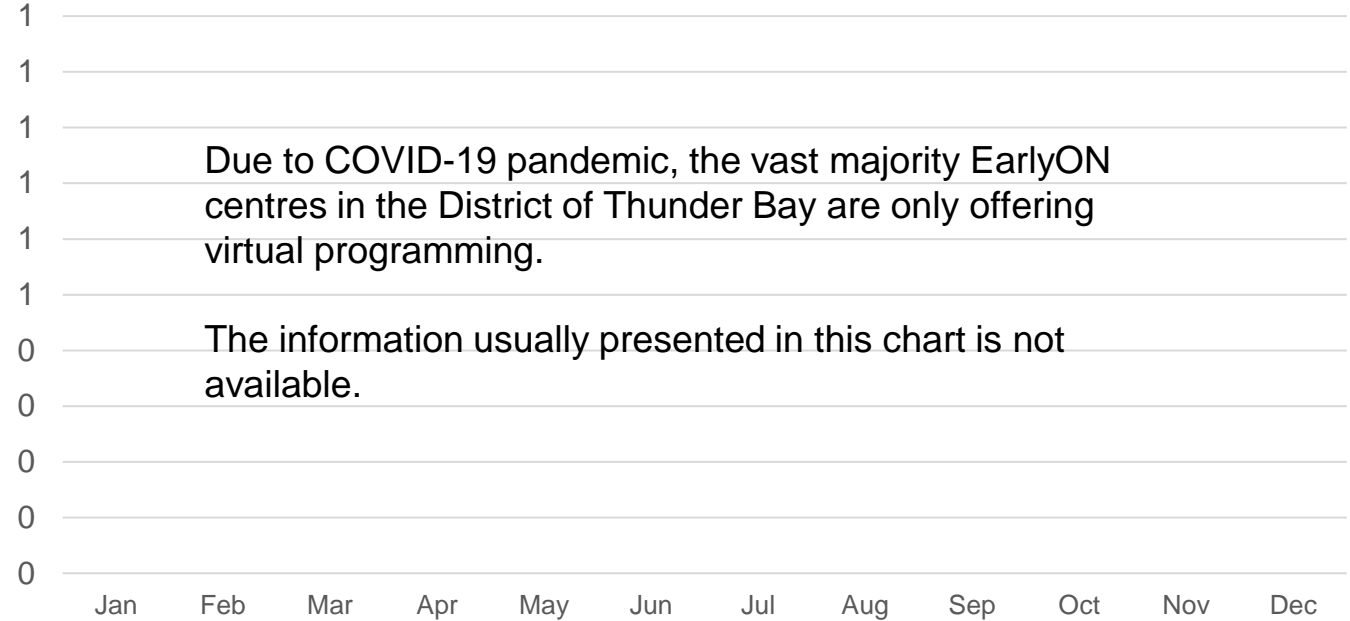 1
1
1
1
1
1
0
0
0
0
0
Due to COVID-19 pandemic, the vast majority EarlyON
centres in the District of Thunder Bay are only offering
virtual programming.
The information usually presented in this chart is not
available.
Jan Feb Mar Apr May Jun Jul Aug Sep Oct Nov Dec